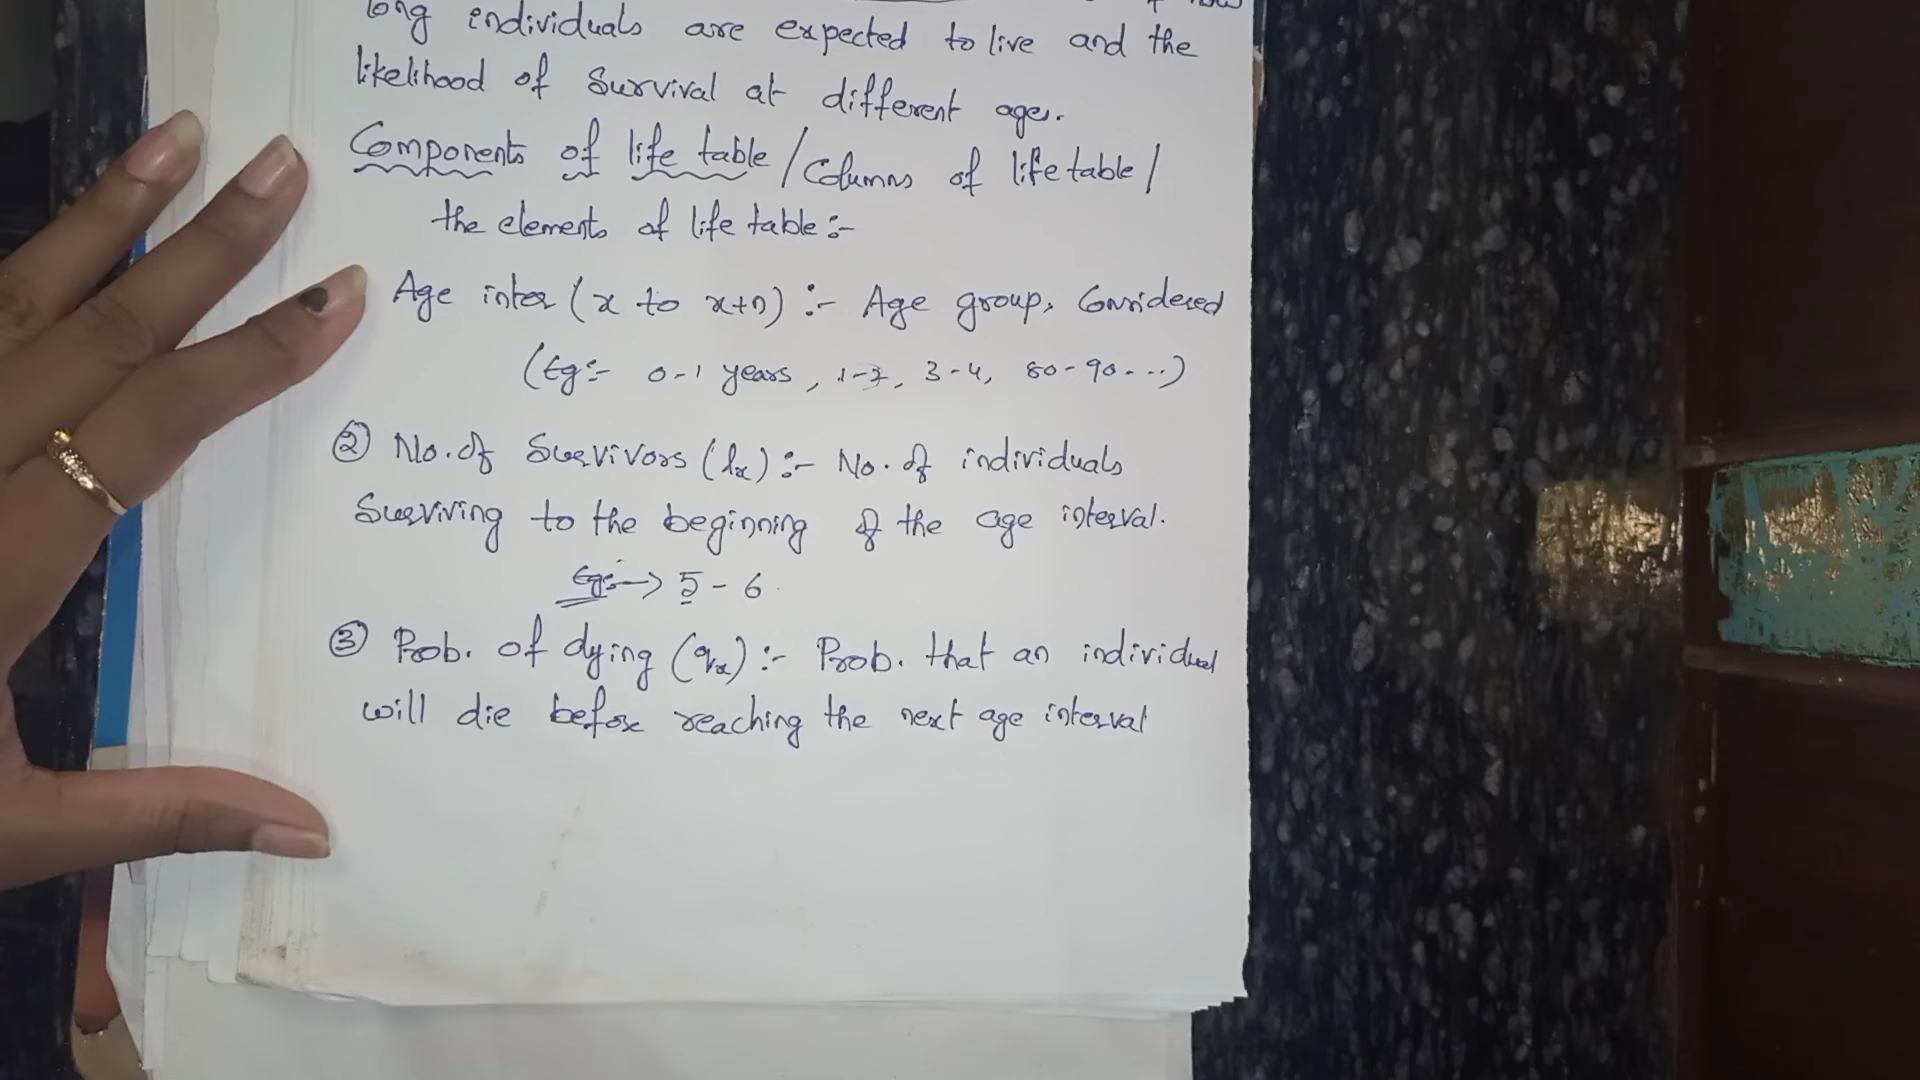 long individuals are expected to live and the
likelihood of Survival at different ages.
Components of life table / Columns of life table /
the elements of life table :-
Age inter (x to x+n) :- Age groups Considered
(Eg:- 0-1 years, 1-2, 3-4, 80-90 ...)
② No. of Survivors (lx) :- No. of individuals
Surviving to the beginning of the age interval.
Eg:-> 5-6
③ Prob. of dying (qx) :- Prob. that an individual
will die before reaching the next age interval